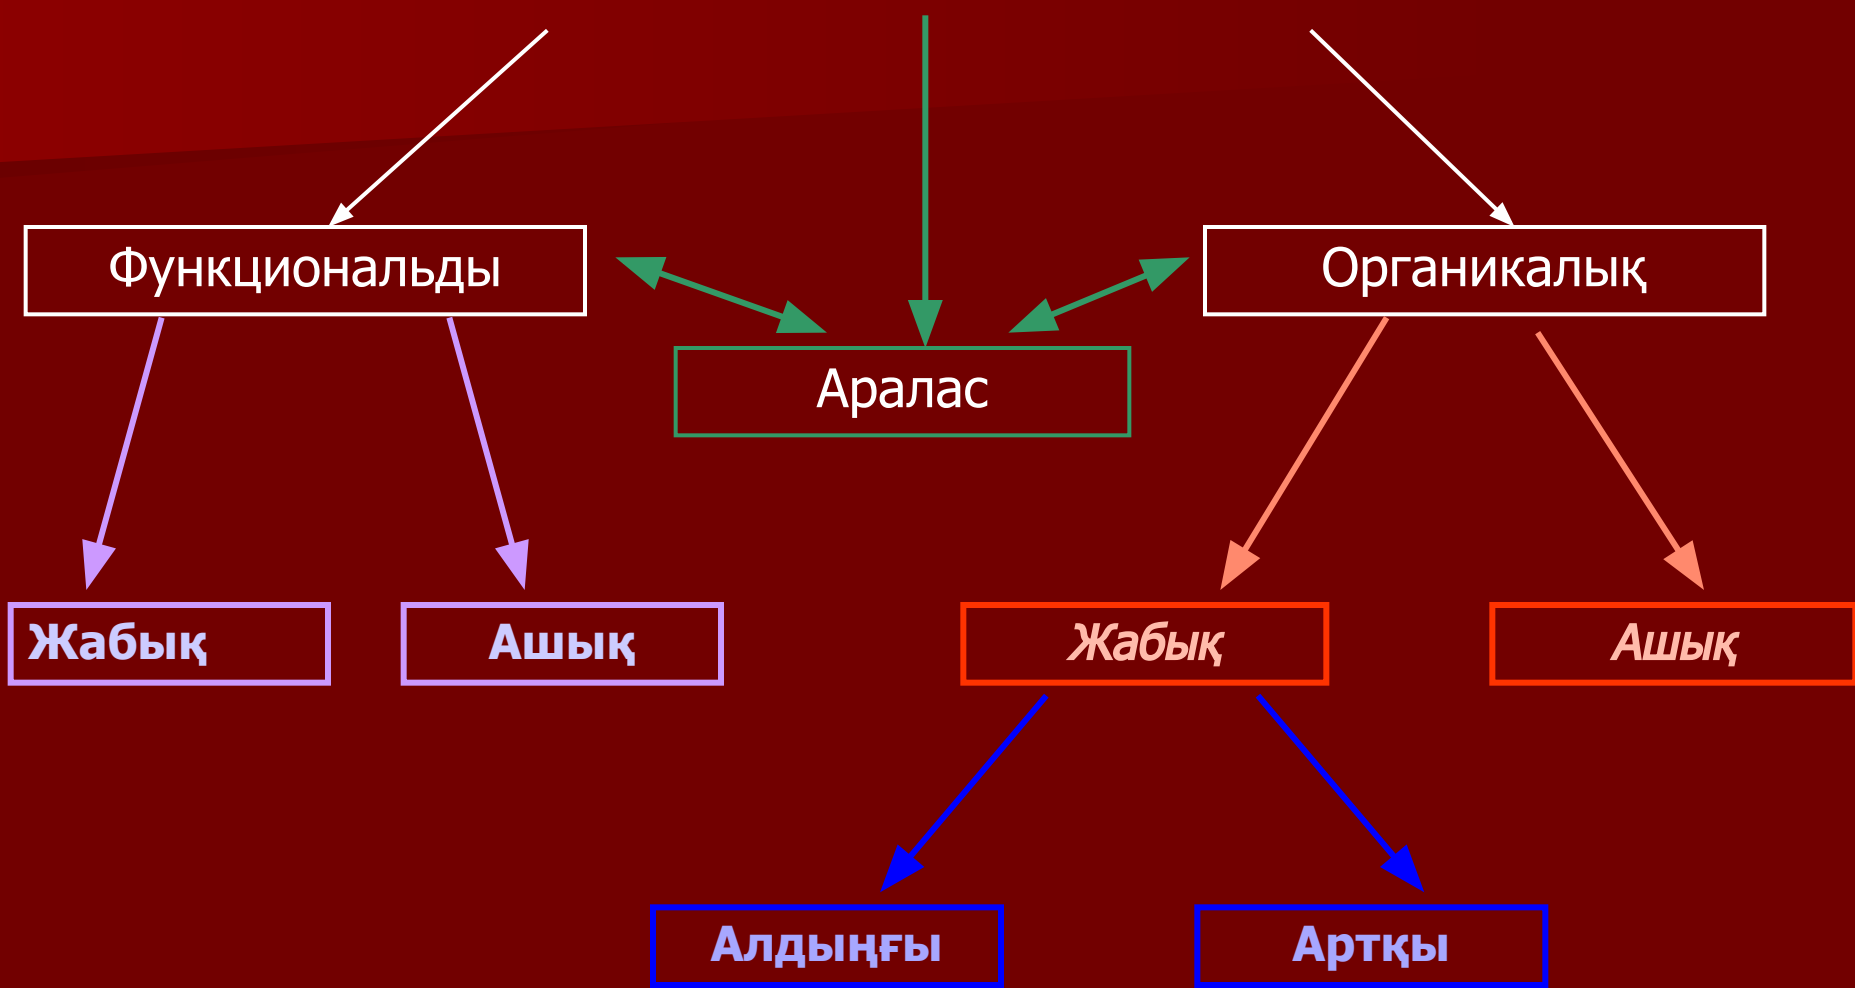 Функциональды
Органикалық
Аралас
Жабық
Ашық
Жабық
Ашық
Алдыңғы
Артқы